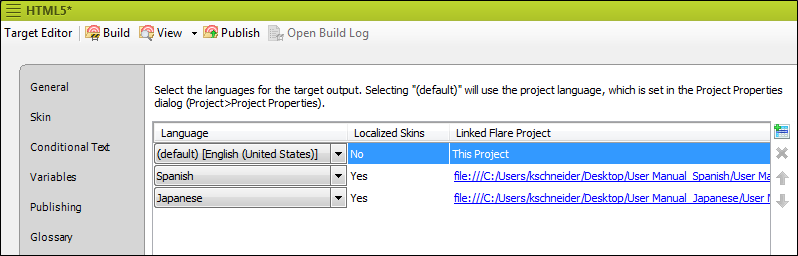 HTML5*
Target Editor Build View Publish Open Build Log
General
Skin
Conditional Text
Variables
Publishing
Glossary
Select the languages for the target output. Selecting "(default)" will use the project language, which is set in the Project Properties
dialog (Project>Project Properties).
Language Localized Skins Linked Flare Project
(default) [English (United States)] No This Project
Spanish Yes file:///C:/Users/kschneider/Desktop/User Manual_Spanish/User Ma
Japanese Yes file:///C:/Users/kschneider/Desktop/User Manual_Japanese/User M